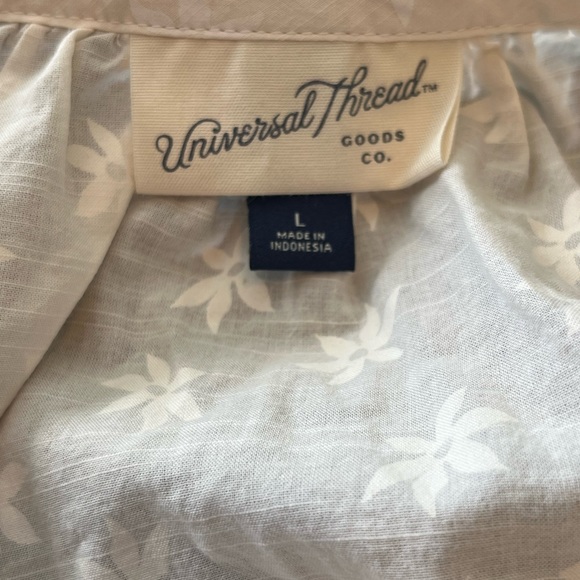 Universal Thread™
GOODS
CO.
L
MADE IN
INDONESIA